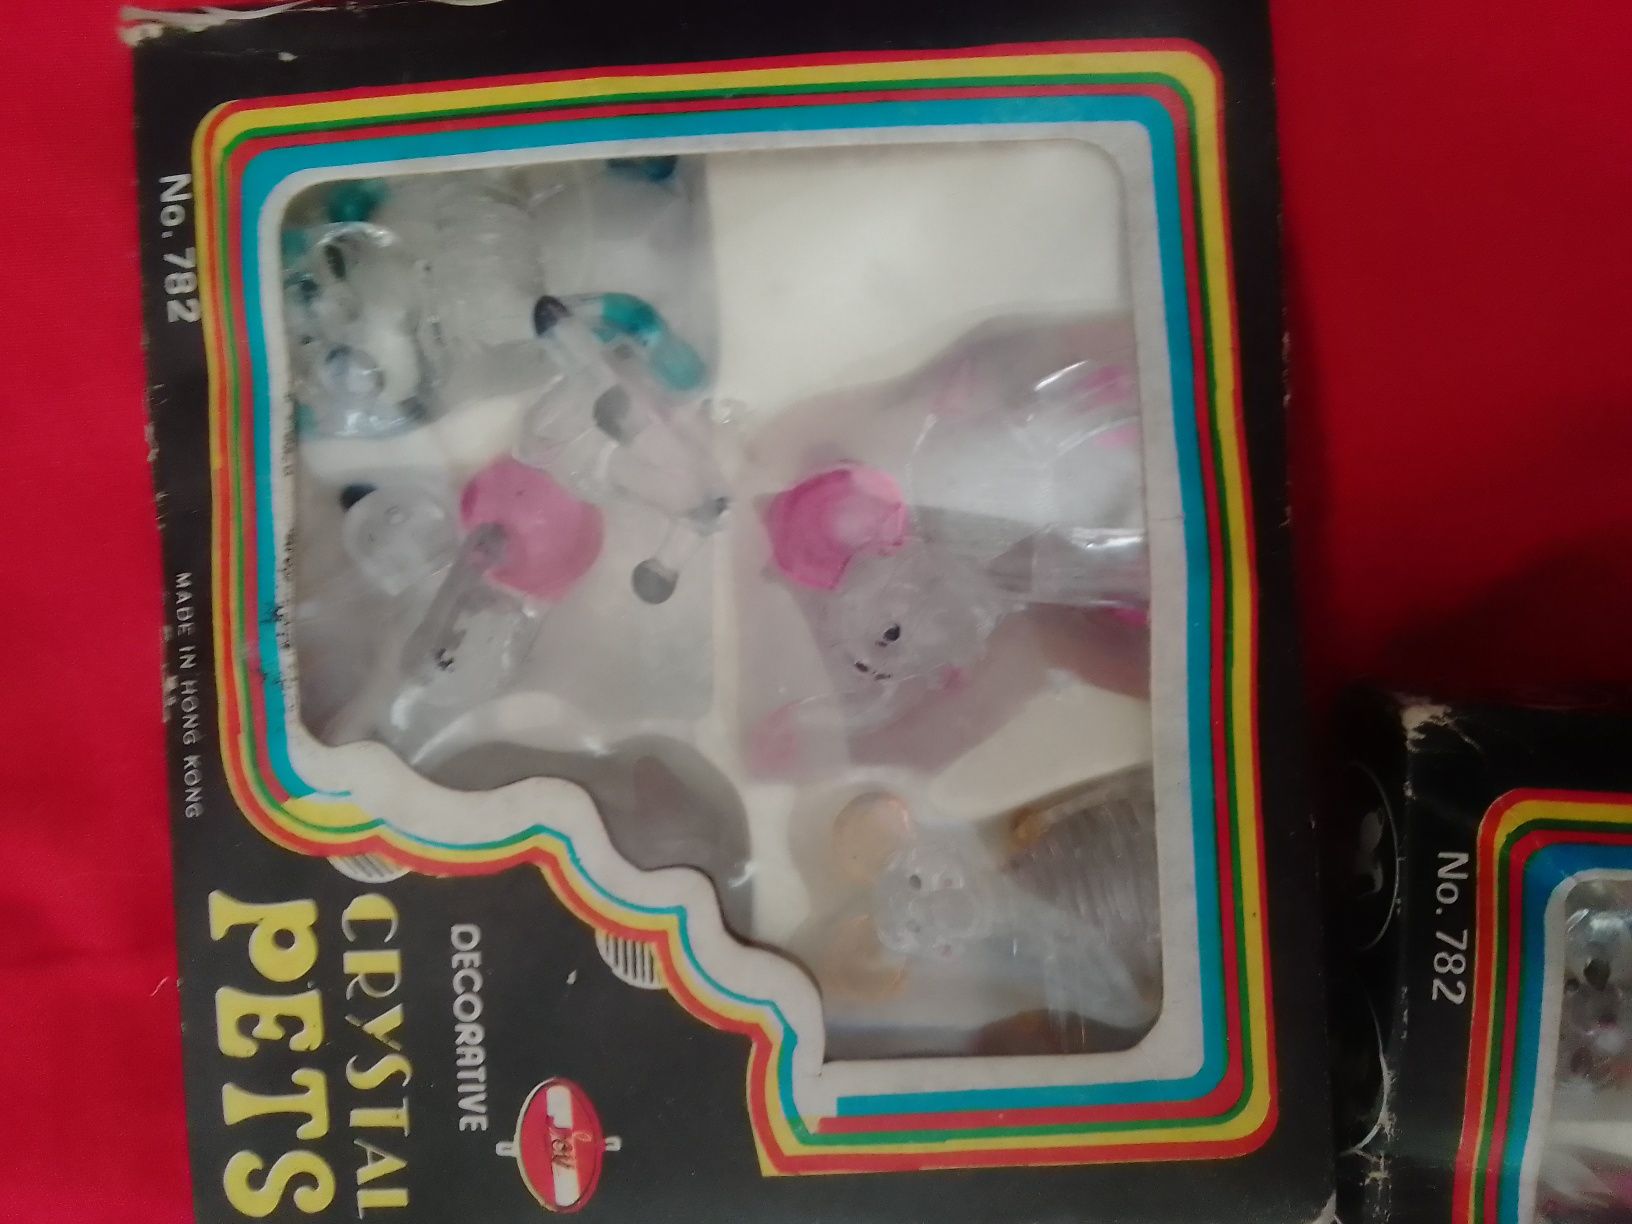 DECORATIVE
CRYSTAL
PETS
No. 782
MADE IN HONG KONG
No. 782